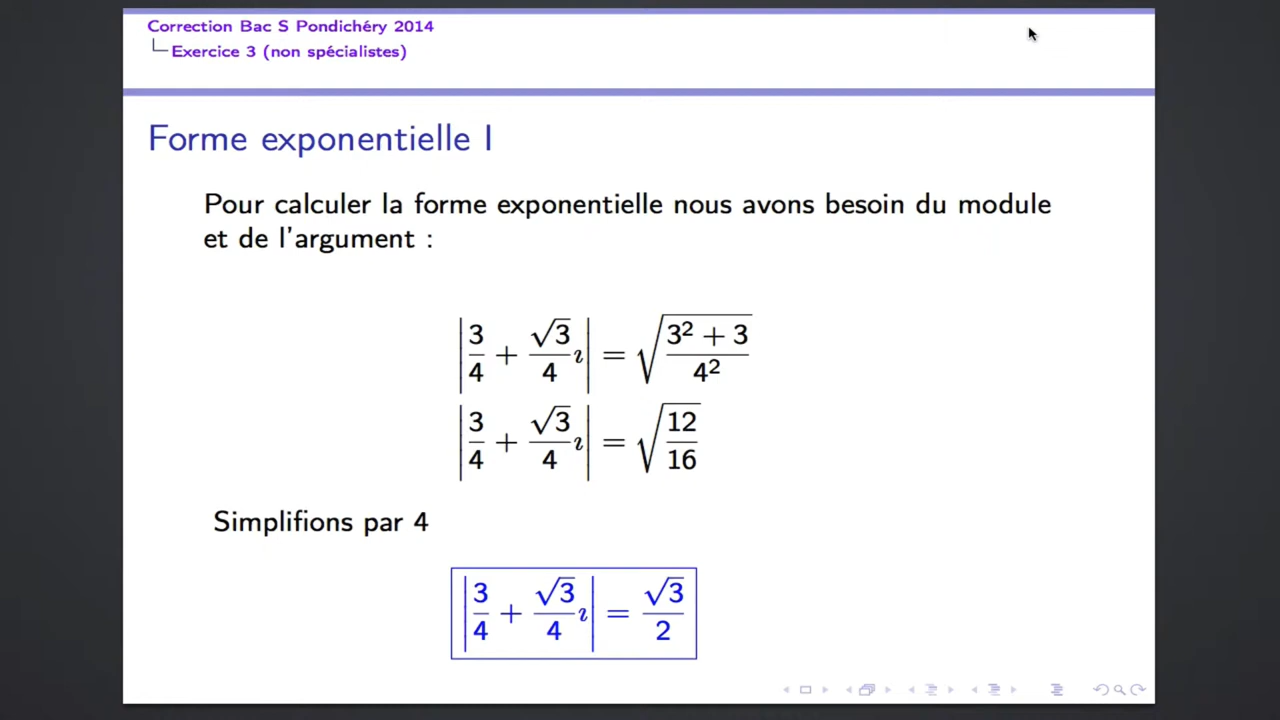 Correction Bac S Pondichéry 2014
Exercice 3 (non spécialistes)
Forme exponentielle I
Pour calculer la forme exponentielle nous avons besoin du module
et de l'argument :
|3/4 + √3/4 ı| = √((3² + 3)/4²)
|3/4 + √3/4 ı| = √(12/16)
Simplifions par 4
|3/4 + √3/4 ı| = √3/2